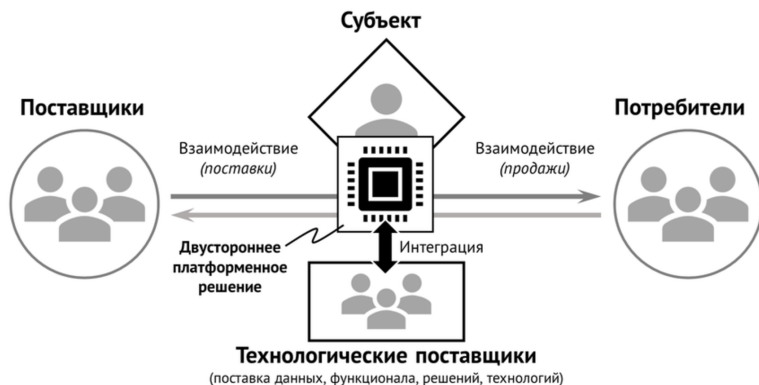 Субъект
Поставщики
Потребители
Взаимодействие
(поставки)
Взаимодействие
(продажи)
Двустороннее
платформенное
решение
Интеграция
Технологические поставщики
(поставка данных, функционала, решений, технологий)